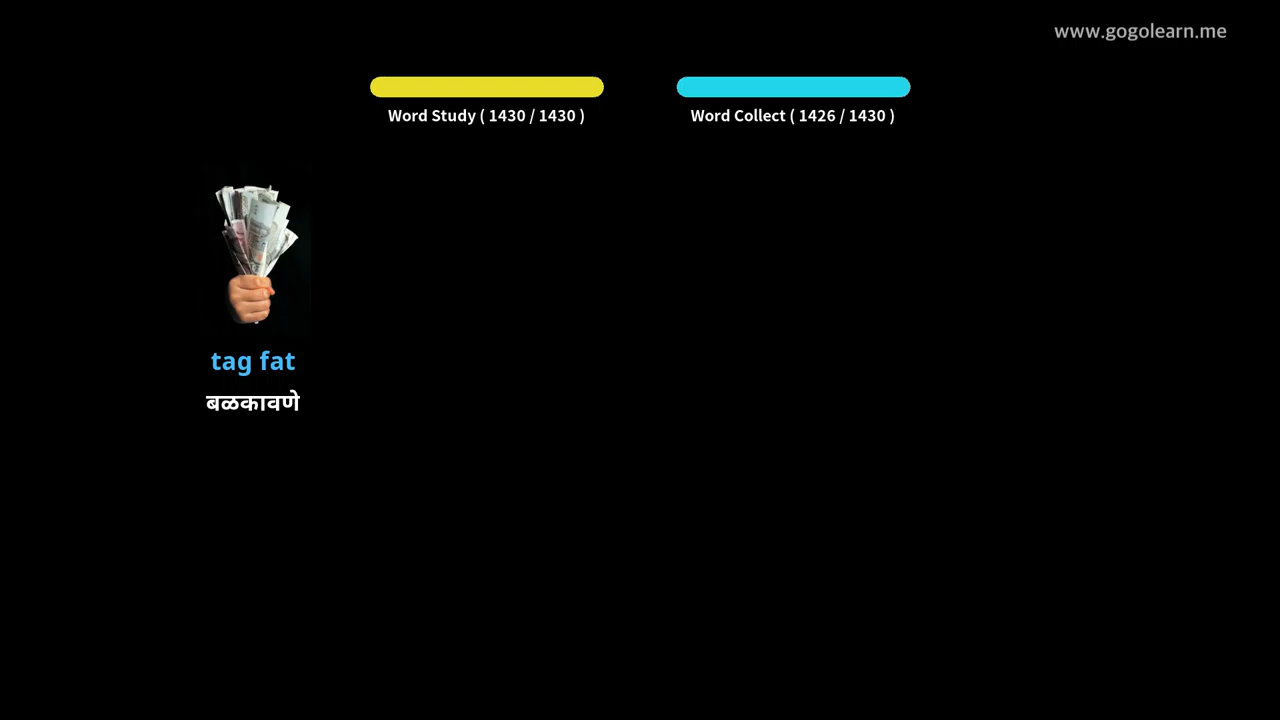 www.gogolearn.me
Word Study ( 1430 / 1430 )
Word Collect ( 1426 / 1430 )
tag fat
बळकावणे